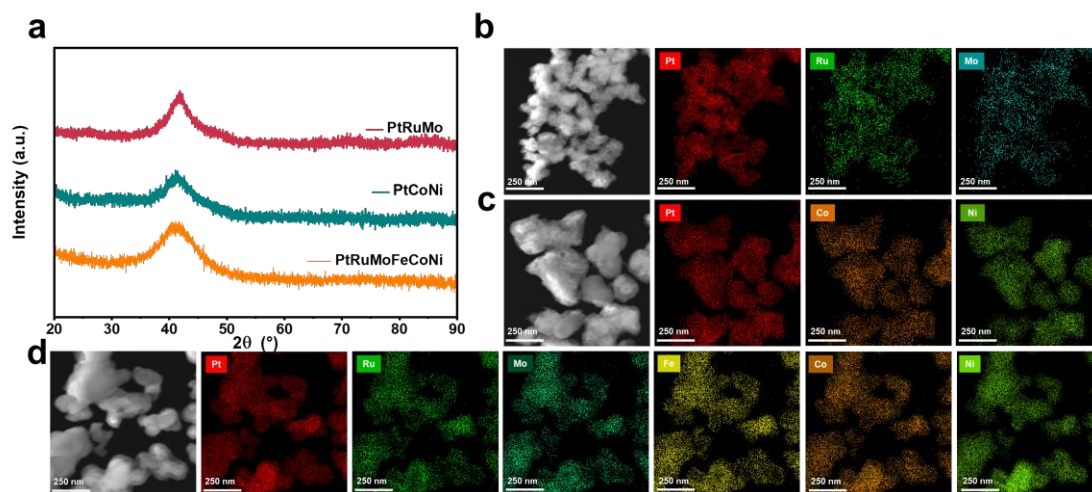 a
Intensity (a.u.)
PtRuMo
PtCoNi
PtRuMoFeCoNi
20 30 40 50 60 70 80 90
2θ (°)
b
250 nm
Pt
250 nm
Ru
250 nm
Mo
250 nm
c
250 nm
Pt
250 nm
Co
250 nm
Ni
250 nm
d
250 nm
Pt
250 nm
Ru
250 nm
Mo
250 nm
Fe
250 nm
Co
250 nm
Ni
250 nm